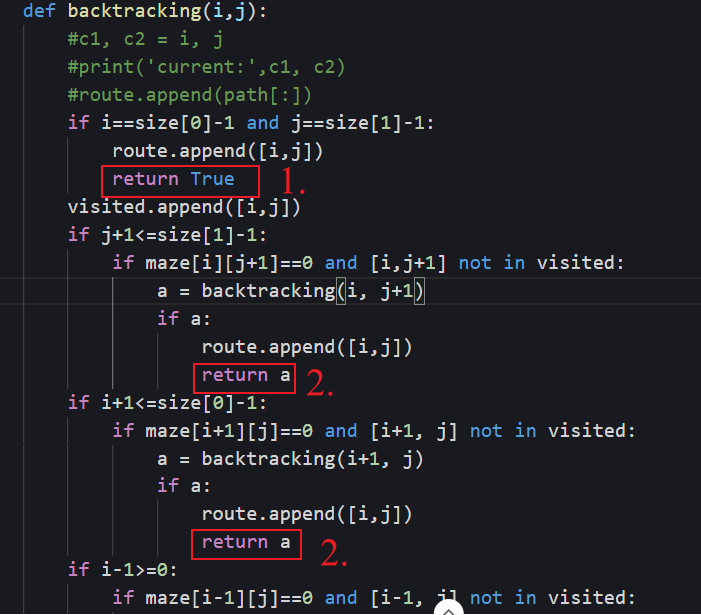 def backtracking(i,j):
    #c1, c2 = i, j
    #print('current:',c1, c2)
    #route.append(path[:])
    if i==size[0]-1 and j==size[1]-1:
        route.append([i,j])
        return True 1.
    visited.append([i,j])
    if j+1<=size[1]-1:
        if maze[i][j+1]==0 and [i,j+1] not in visited:
            a = backtracking(i, j+1)
            if a:
                route.append([i,j])
                return a 2.
    if i+1<=size[0]-1:
        if maze[i+1][j]==0 and [i+1, j] not in visited:
            a = backtracking(i+1, j)
            if a:
                route.append([i,j])
                return a 2.
    if i-1>=0:
        if maze[i-1][j]==0 and [i-1, j] not in visited: